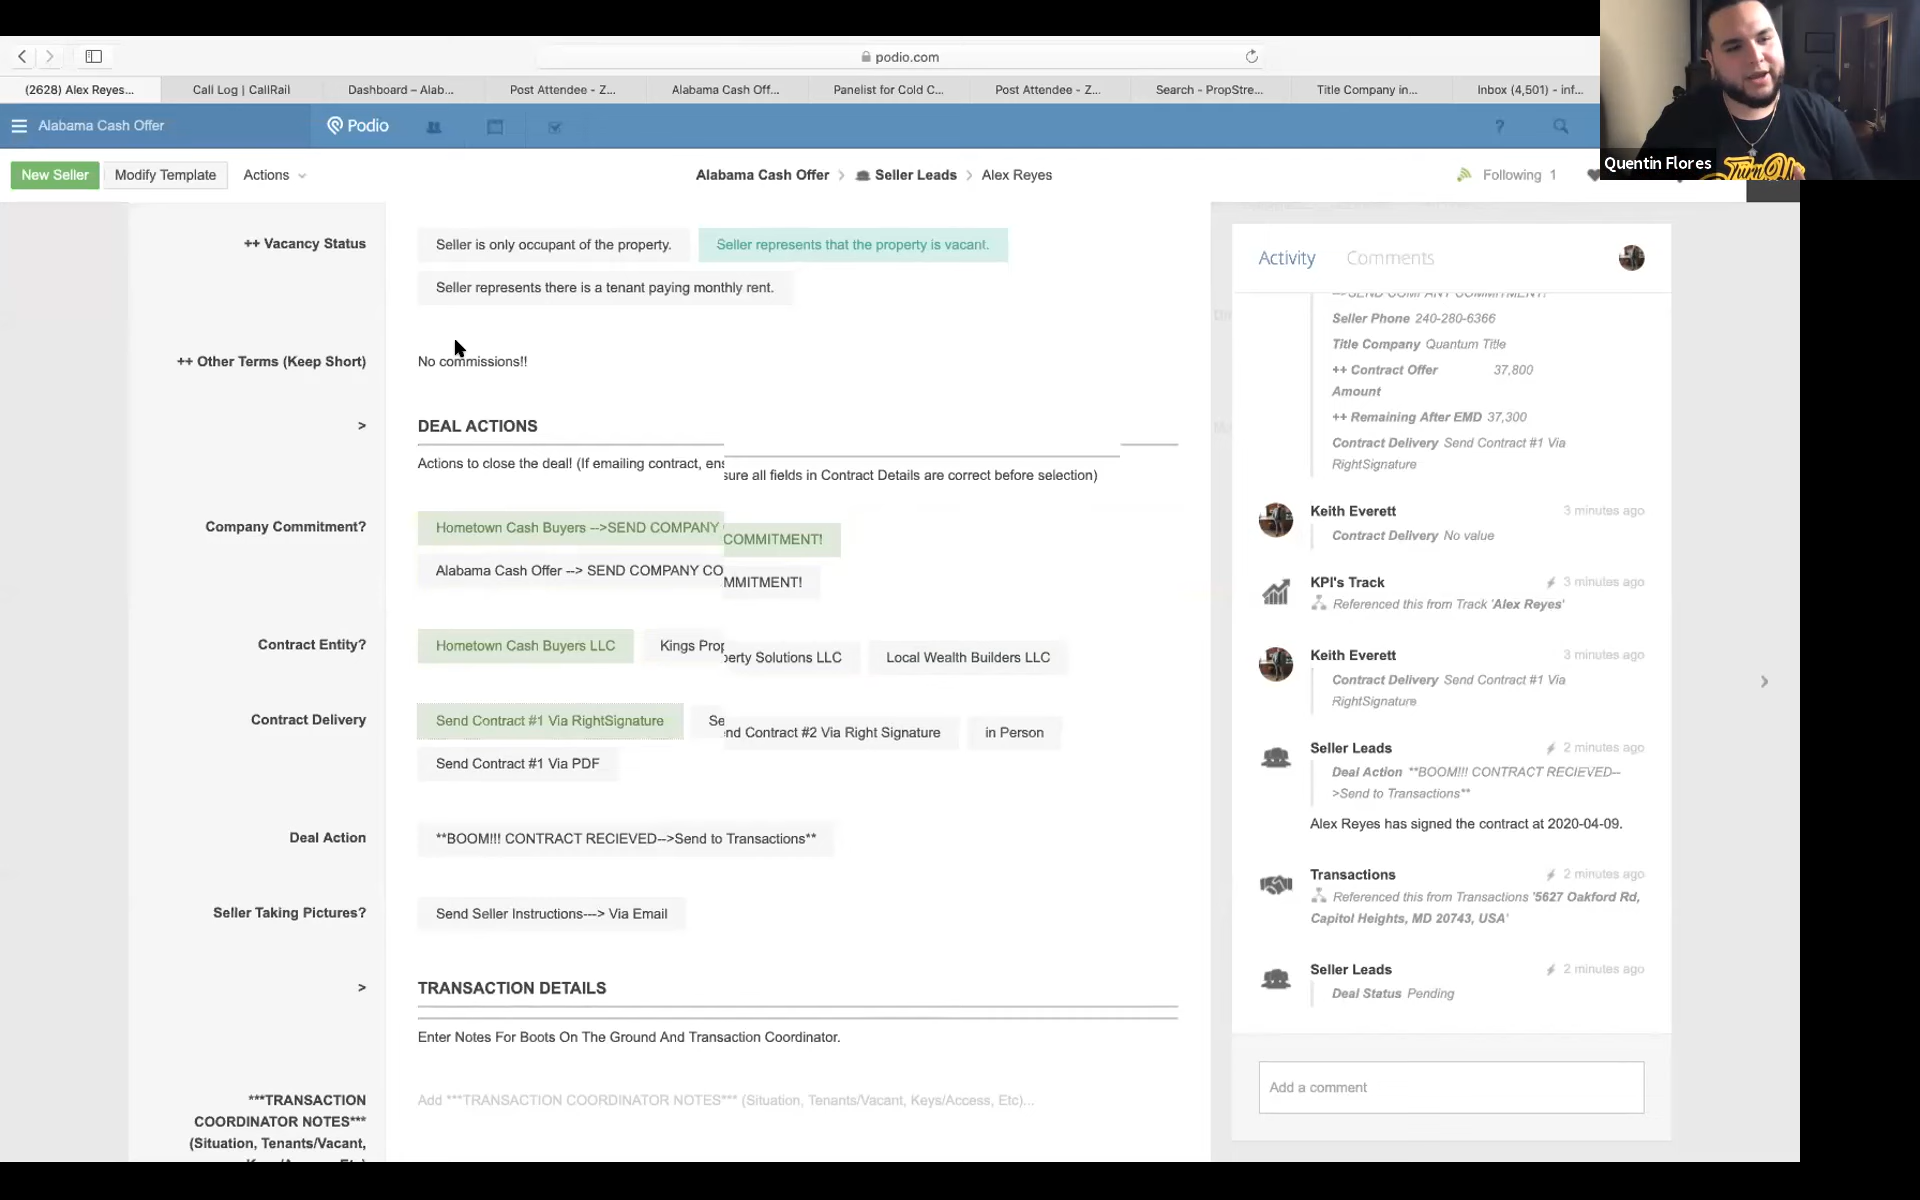 podio.com
(2628) Alex Reyes...
Call Log | CallRail
Dashboard – Alab...
Post Attendee - Z...
Alabama Cash Off...
Panelist for Cold C...
Post Attendee - Z...
Search - PropStre...
Title Company in...
Inbox (4,501) - inf...
Alabama Cash Offer
Podio
?
Quentin Flores
New Seller
Modify Template
Actions
Alabama Cash Offer > Seller Leads > Alex Reyes
Following 1
++ Vacancy Status
Seller is only occupant of the property.
Seller represents that the property is vacant.
Seller represents there is a tenant paying monthly rent.
++ Other Terms (Keep Short)
No commissions!!
>
DEAL ACTIONS
Actions to close the deal! (If emailing contract, ensure all fields in Contract Details are correct before selection)
Company Commitment?
Hometown Cash Buyers -->SEND COMPANY COMMITMENT!
Alabama Cash Offer --> SEND COMPANY COMMITMENT!
Contract Entity?
Hometown Cash Buyers LLC
Kings Property Solutions LLC
Local Wealth Builders LLC
Contract Delivery
Send Contract #1 Via RightSignature
Send Contract #2 Via Right Signature
in Person
Send Contract #1 Via PDF
Deal Action
**BOOM!!! CONTRACT RECIEVED-->Send to Transactions**
Seller Taking Pictures?
Send Seller Instructions---> Via Email
>
TRANSACTION DETAILS
Enter Notes For Boots On The Ground And Transaction Coordinator.
***TRANSACTION
COORDINATOR NOTES***
(Situation, Tenants/Vacant,
Add ***TRANSACTION COORDINATOR NOTES*** (Situation, Tenants/Vacant, Keys/Access, Etc)...
Activity
Comments
-->SEND COMPANY COMMITMENT!
Seller Phone 240-280-6366
Title Company Quantum Title
++ Contract Offer 37,800
Amount
++ Remaining After EMD 37,300
Contract Delivery Send Contract #1 Via
RightSignature
Keith Everett
3 minutes ago
Contract Delivery No value
KPI's Track
3 minutes ago
Referenced this from Track 'Alex Reyes'
Keith Everett
3 minutes ago
Contract Delivery Send Contract #1 Via
RightSignature
Seller Leads
2 minutes ago
Deal Action **BOOM!!! CONTRACT RECIEVED--
>Send to Transactions**
Alex Reyes has signed the contract at 2020-04-09.
Transactions
2 minutes ago
Referenced this from Transactions '5627 Oakford Rd,
Capitol Heights, MD 20743, USA'
Seller Leads
2 minutes ago
Deal Status Pending
Add a comment